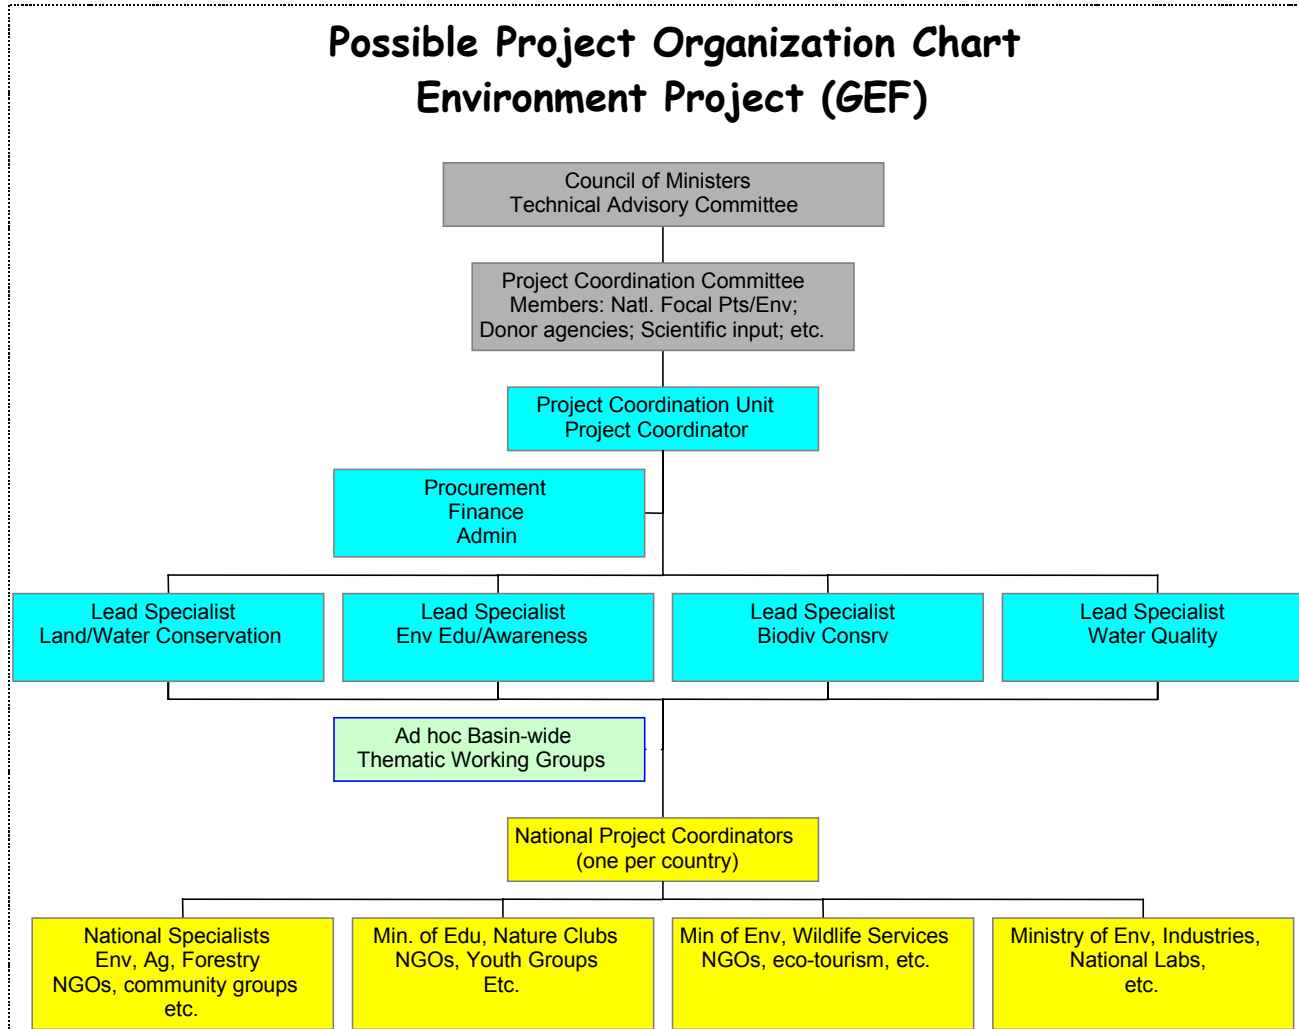 Possible Project Organization Chart
Environment Project (GEF)
Council of Ministers
Technical Advisory Committee
Project Coordination Committee
Members: Natl. Focal Pts/Env;
Donor agencies; Scientific input; etc.
Project Coordination Unit
Project Coordinator
Procurement
Finance
Admin
Lead Specialist
Land/Water Conservation
Lead Specialist
Env Edu/Awareness
Lead Specialist
Biodiv Consrv
Lead Specialist
Water Quality
Ad hoc Basin-wide
Thematic Working Groups
National Project Coordinators
(one per country)
National Specialists
Env, Ag, Forestry
NGOs, community groups
etc.
Min. of Edu, Nature Clubs
NGOs, Youth Groups
Etc.
Min of Env, Wildlife Services
NGOs, eco-tourism, etc.
Ministry of Env, Industries,
National Labs,
etc.